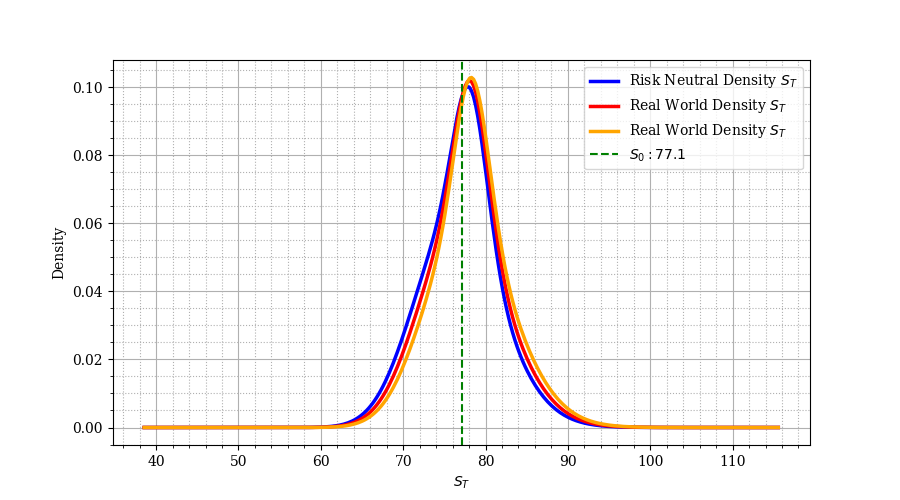 Risk Neutral Density S_T
Real World Density S_T
Real World Density S_T
S_0 : 77.1
Density
0.10
0.08
0.06
0.04
0.02
0.00
40 50 60 70 80 90 100 110
S_T